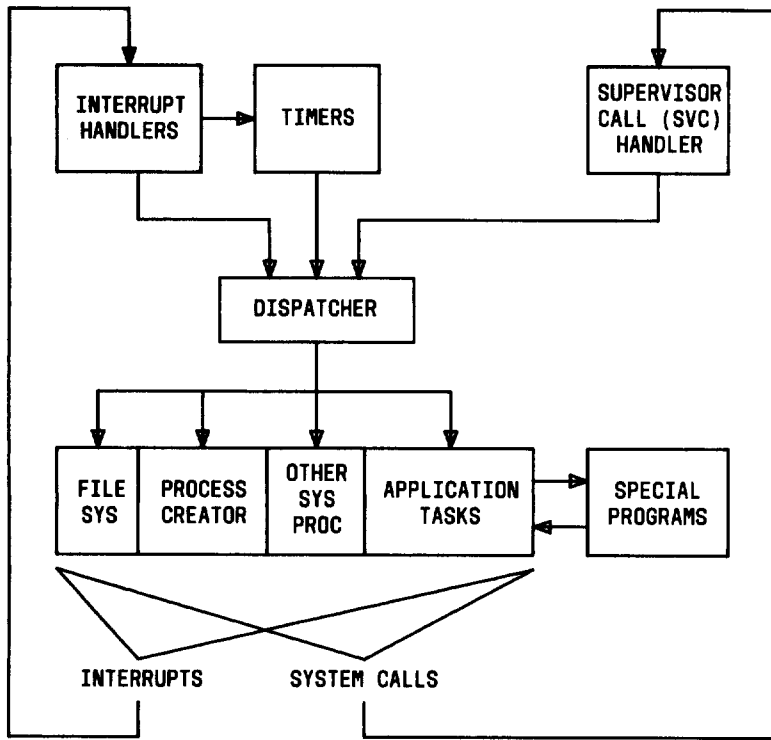 INTERRUPT
HANDLERS
TIMERS
SUPERVISOR
CALL (SVC)
HANDLER
DISPATCHER
FILE
SYS
PROCESS
CREATOR
OTHER
SYS
PROC
APPLICATION
TASKS
SPECIAL
PROGRAMS
INTERRUPTS
SYSTEM CALLS